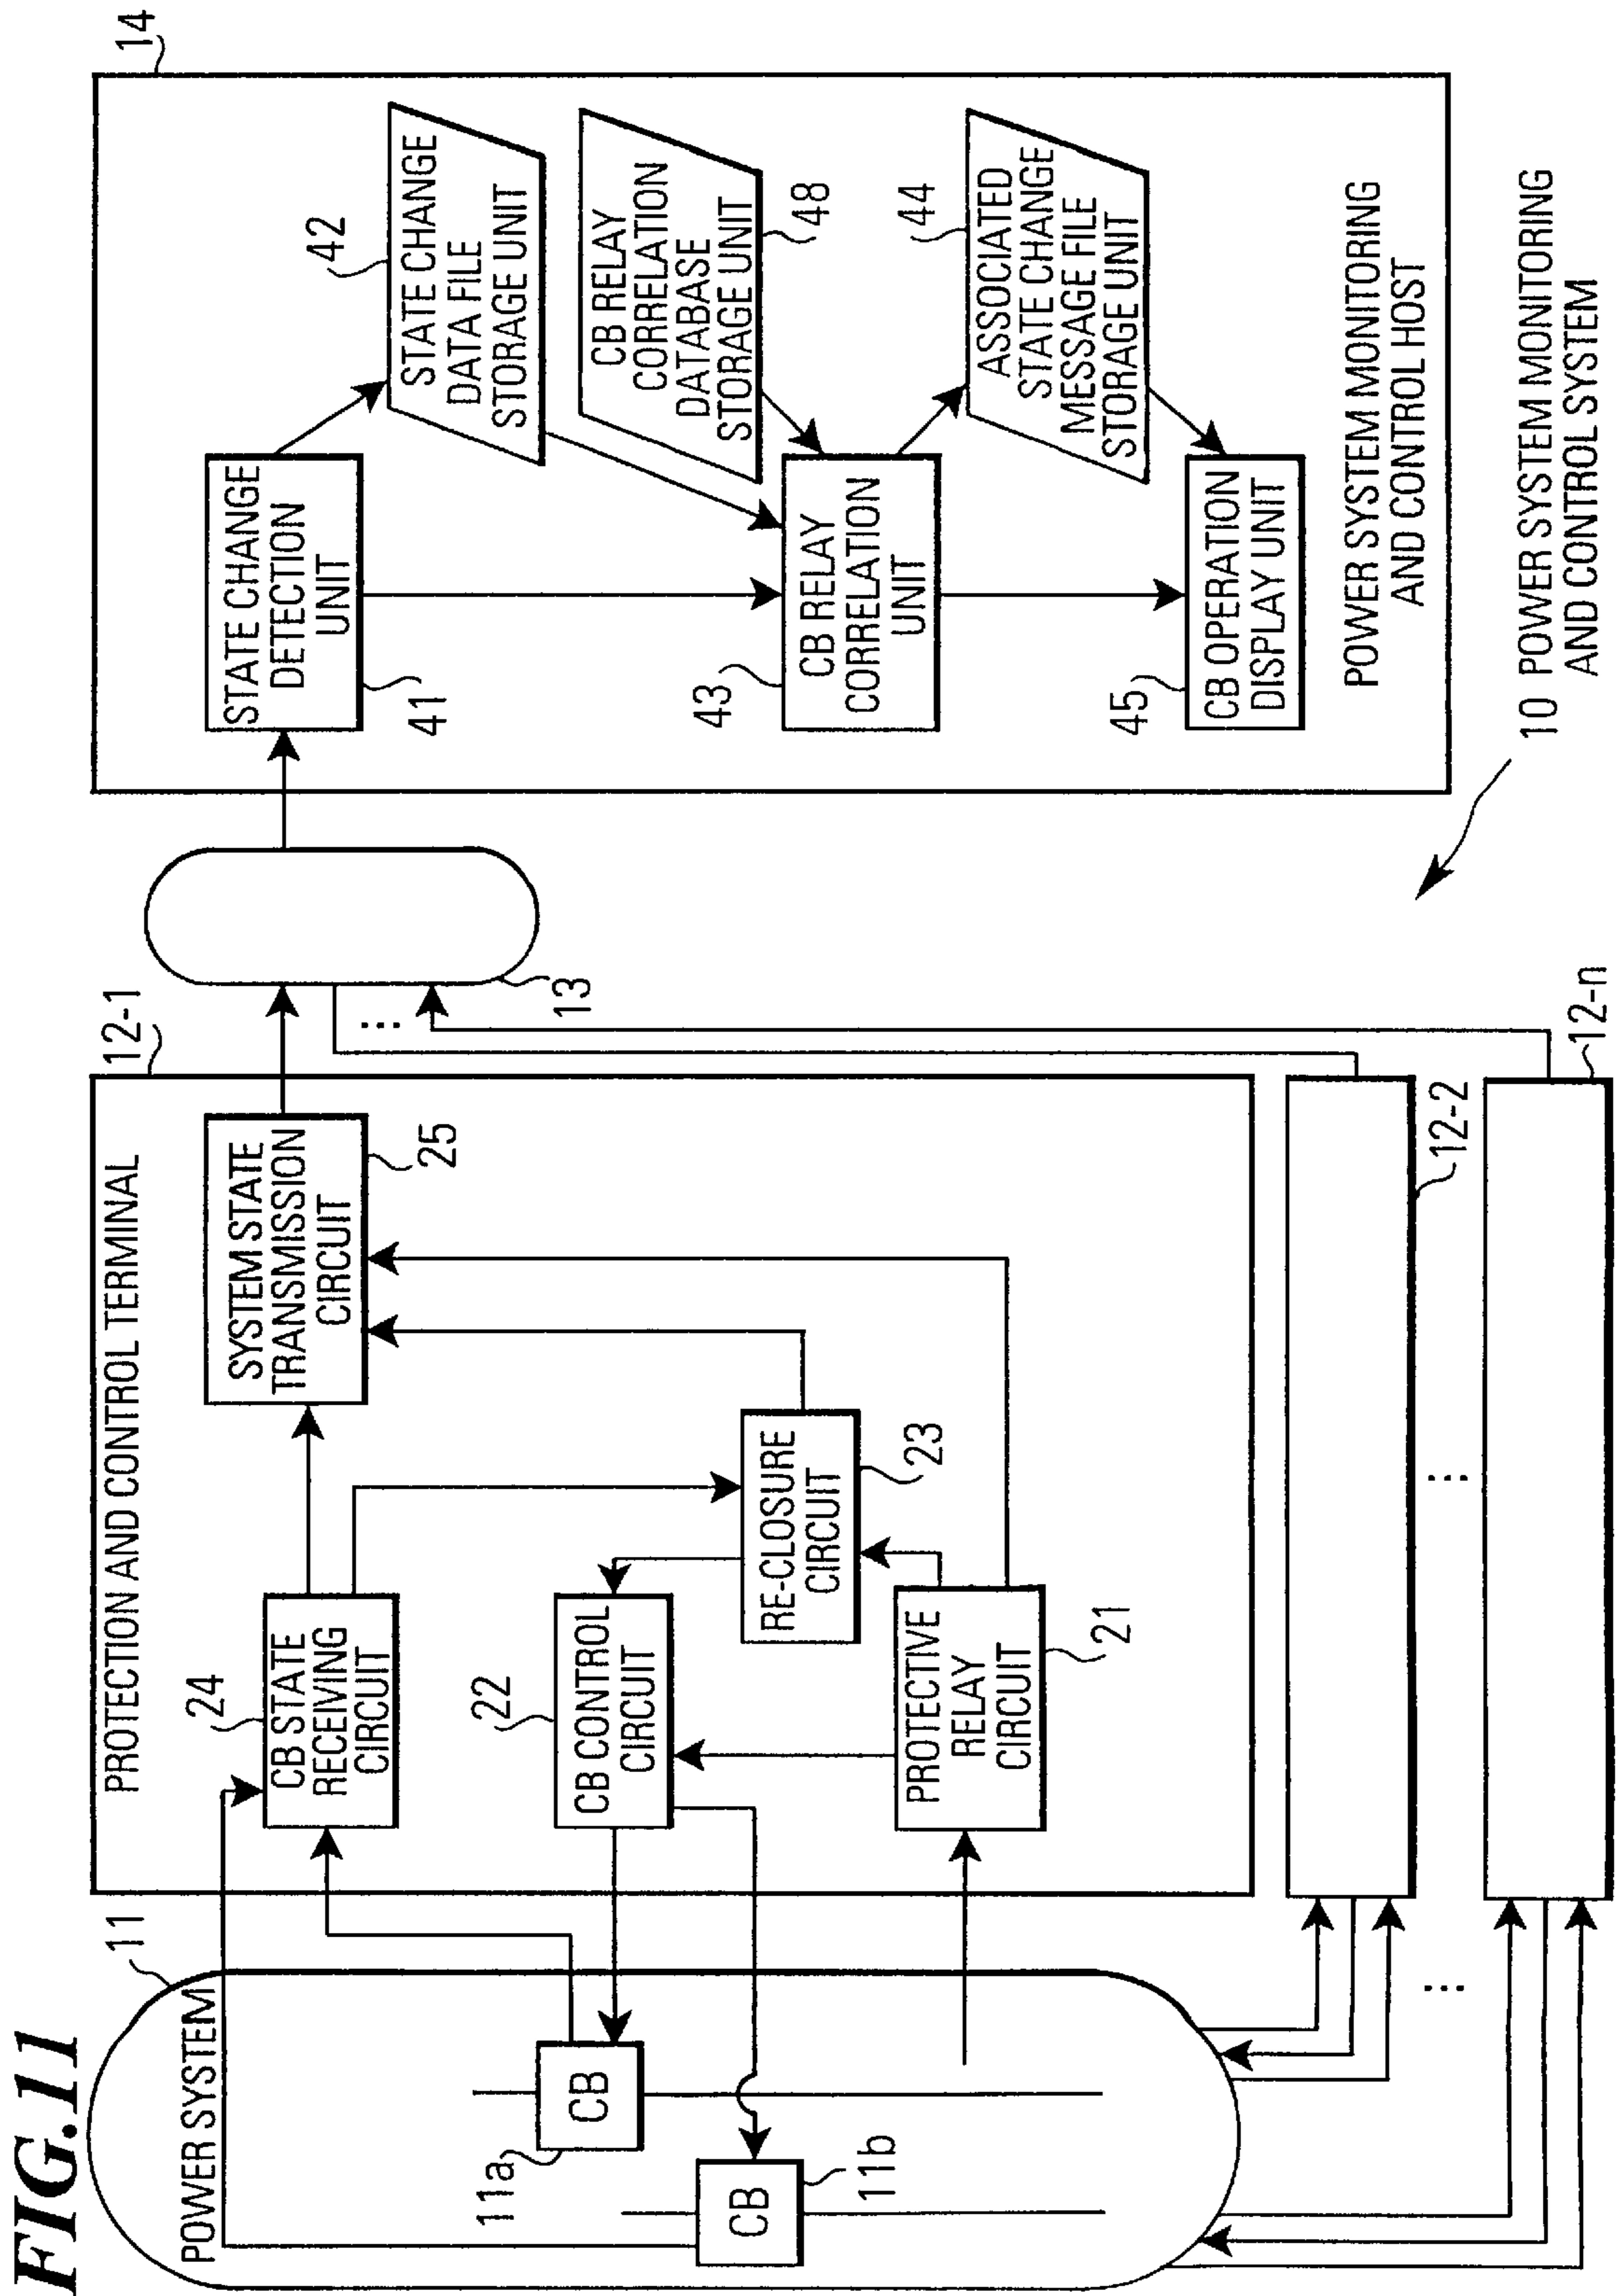 FIG.11
POWER SYSTEM
11
CB
11a
CB
11b
PROTECTION AND CONTROL TERMINAL
12-1
24
CB STATE
RECEIVING
CIRCUIT
SYSTEM STATE
TRANSMISSION
CIRCUIT
25
22
CB CONTROL
CIRCUIT
RE-CLOSURE
CIRCUIT
23
PROTECTIVE
RELAY
CIRCUIT
21
12-2
...
...
12-n
...
13
14
STATE CHANGE
DETECTION
UNIT
41
42
STATE CHANGE
DATA FILE
STORAGE UNIT
CB RELAY
CORRELATION
DATABASE
STORAGE UNIT
48
43
CB RELAY
CORRELATION
UNIT
44
ASSOCIATED
STATE CHANGE
MESSAGE FILE
STORAGE UNIT
45
CB OPERATION
DISPLAY UNIT
POWER SYSTEM MONITORING
AND CONTROL HOST
10 POWER SYSTEM MONITORING
AND CONTROL SYSTEM